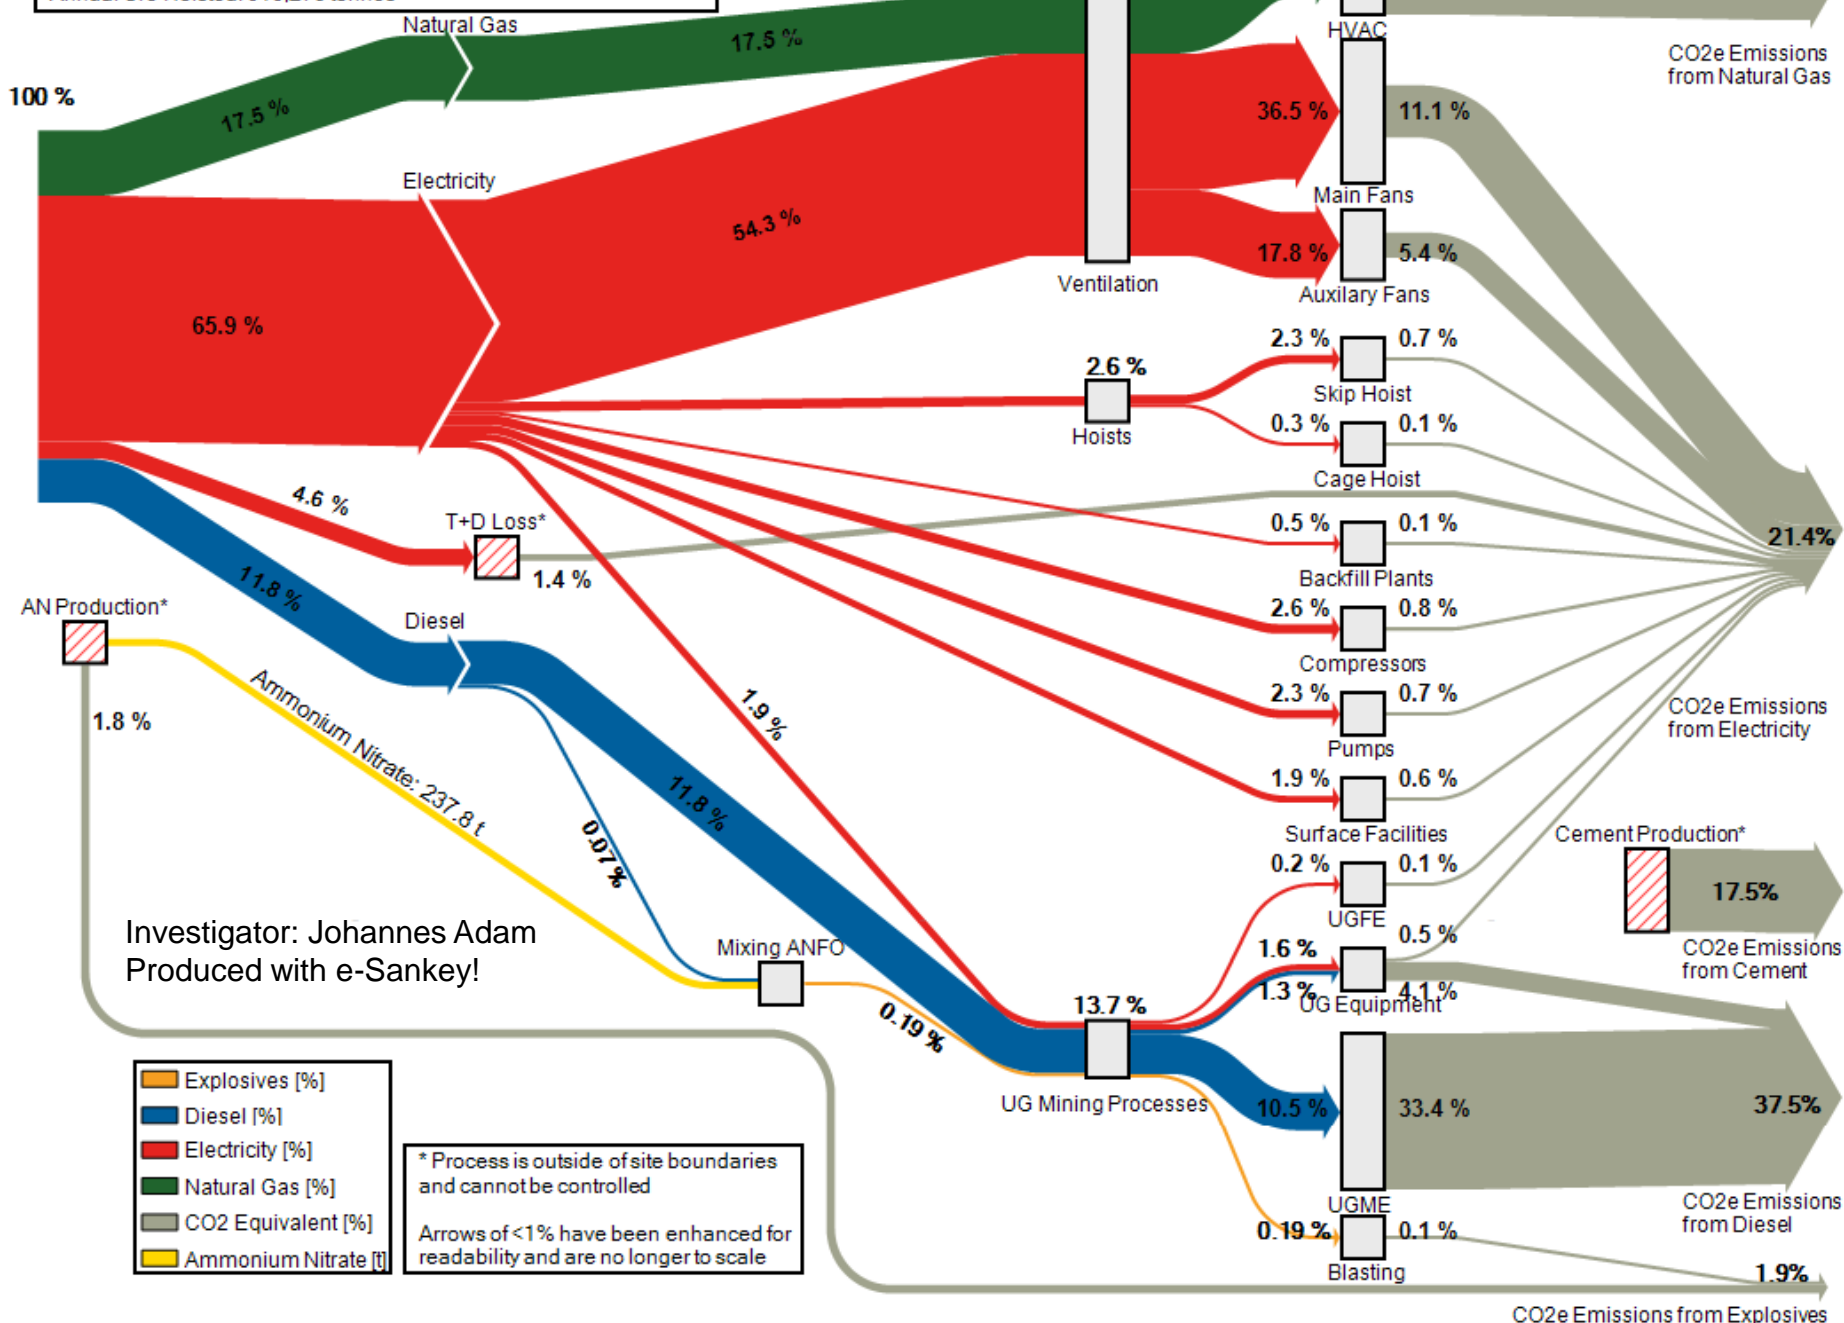 Natural Gas
HVAC
17.5 %
CO2e Emissions
from Natural Gas
100 %
17.5 %
36.5 %
11.1 %
Electricity
Main Fans
54.3 %
17.8 %
5.4 %
Ventilation
Auxilary Fans
65.9 %
2.3 %
0.7 %
2.6 %
Skip Hoist
Hoists
0.3 %
0.1 %
Cage Hoist
4.6 %
T+D Loss*
0.5 %
0.1 %
21.4%
1.4 %
Backfill Plants
11.8 %
AN Production*
Diesel
2.6 %
0.8 %
Compressors
Ammonium Nitrate: 237.8 t
1.8 %
1.9 %
2.3 %
0.7 %
CO2e Emissions
from Electricity
Pumps
11.8 %
1.9 %
0.6 %
Surface Facilities
Cement Production*
0.07 %
0.2 %
0.1 %
17.5%
UGFE
Investigator: Johannes Adam
Produced with e-Sankey!
Mixing ANFO
1.6 %
0.5 %
CO2e Emissions
from Cement
1.3 %
4.1 %
UG Equipment
0.19 %
13.7 %
UG Mining Processes
10.5 %
33.4 %
37.5%
Explosives [%]
Diesel [%]
Electricity [%]
Natural Gas [%]
CO2 Equivalent [%]
Ammonium Nitrate [t]
* Process is outside of site boundaries
and cannot be controlled
Arrows of <1% have been enhanced for
readability and are no longer to scale
UGME
CO2e Emissions
from Diesel
0.19 %
0.1 %
Blasting
1.9%
CO2e Emissions from Explosives